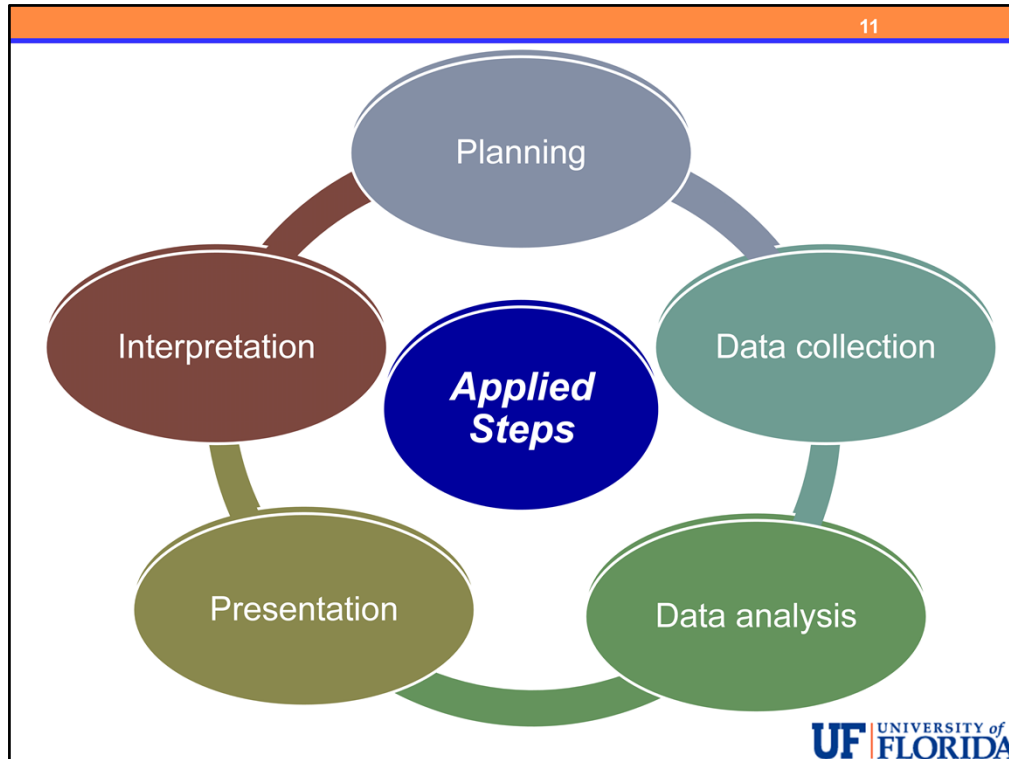 11
Planning
Data collection
Data analysis
Presentation
Interpretation
Applied
Steps
UF UNIVERSITY of
FLORIDA